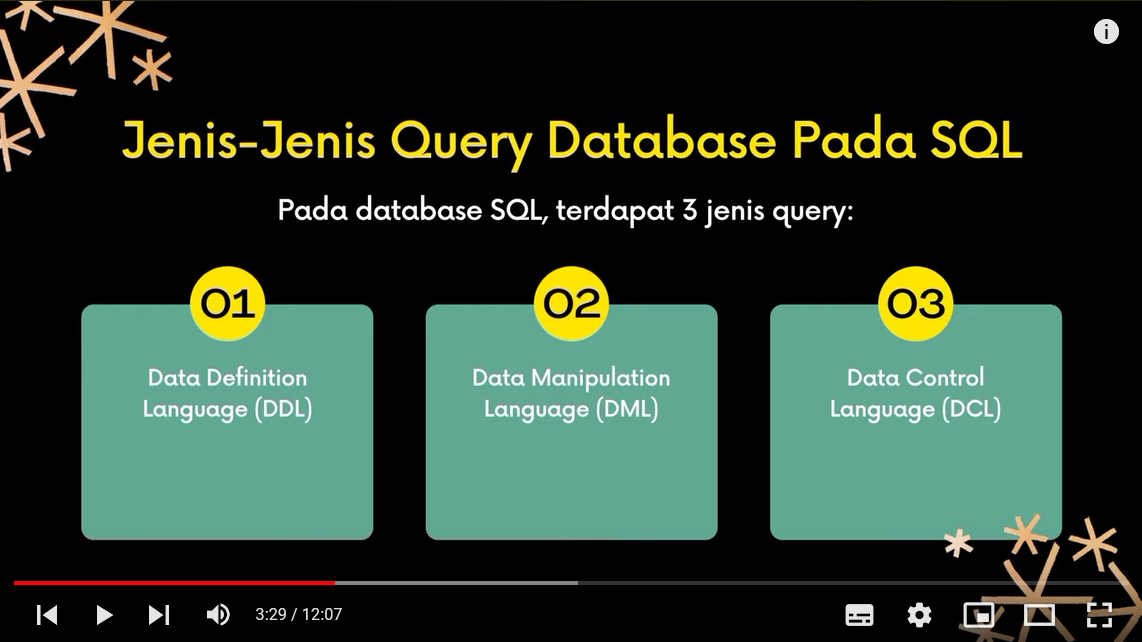 Jenis-Jenis Query Database Pada SQL
Pada database SQL, terdapat 3 jenis query:
01
Data Definition
Language (DDL)
02
Data Manipulation
Language (DML)
03
Data Control
Language (DCL)
3:29 / 12:07